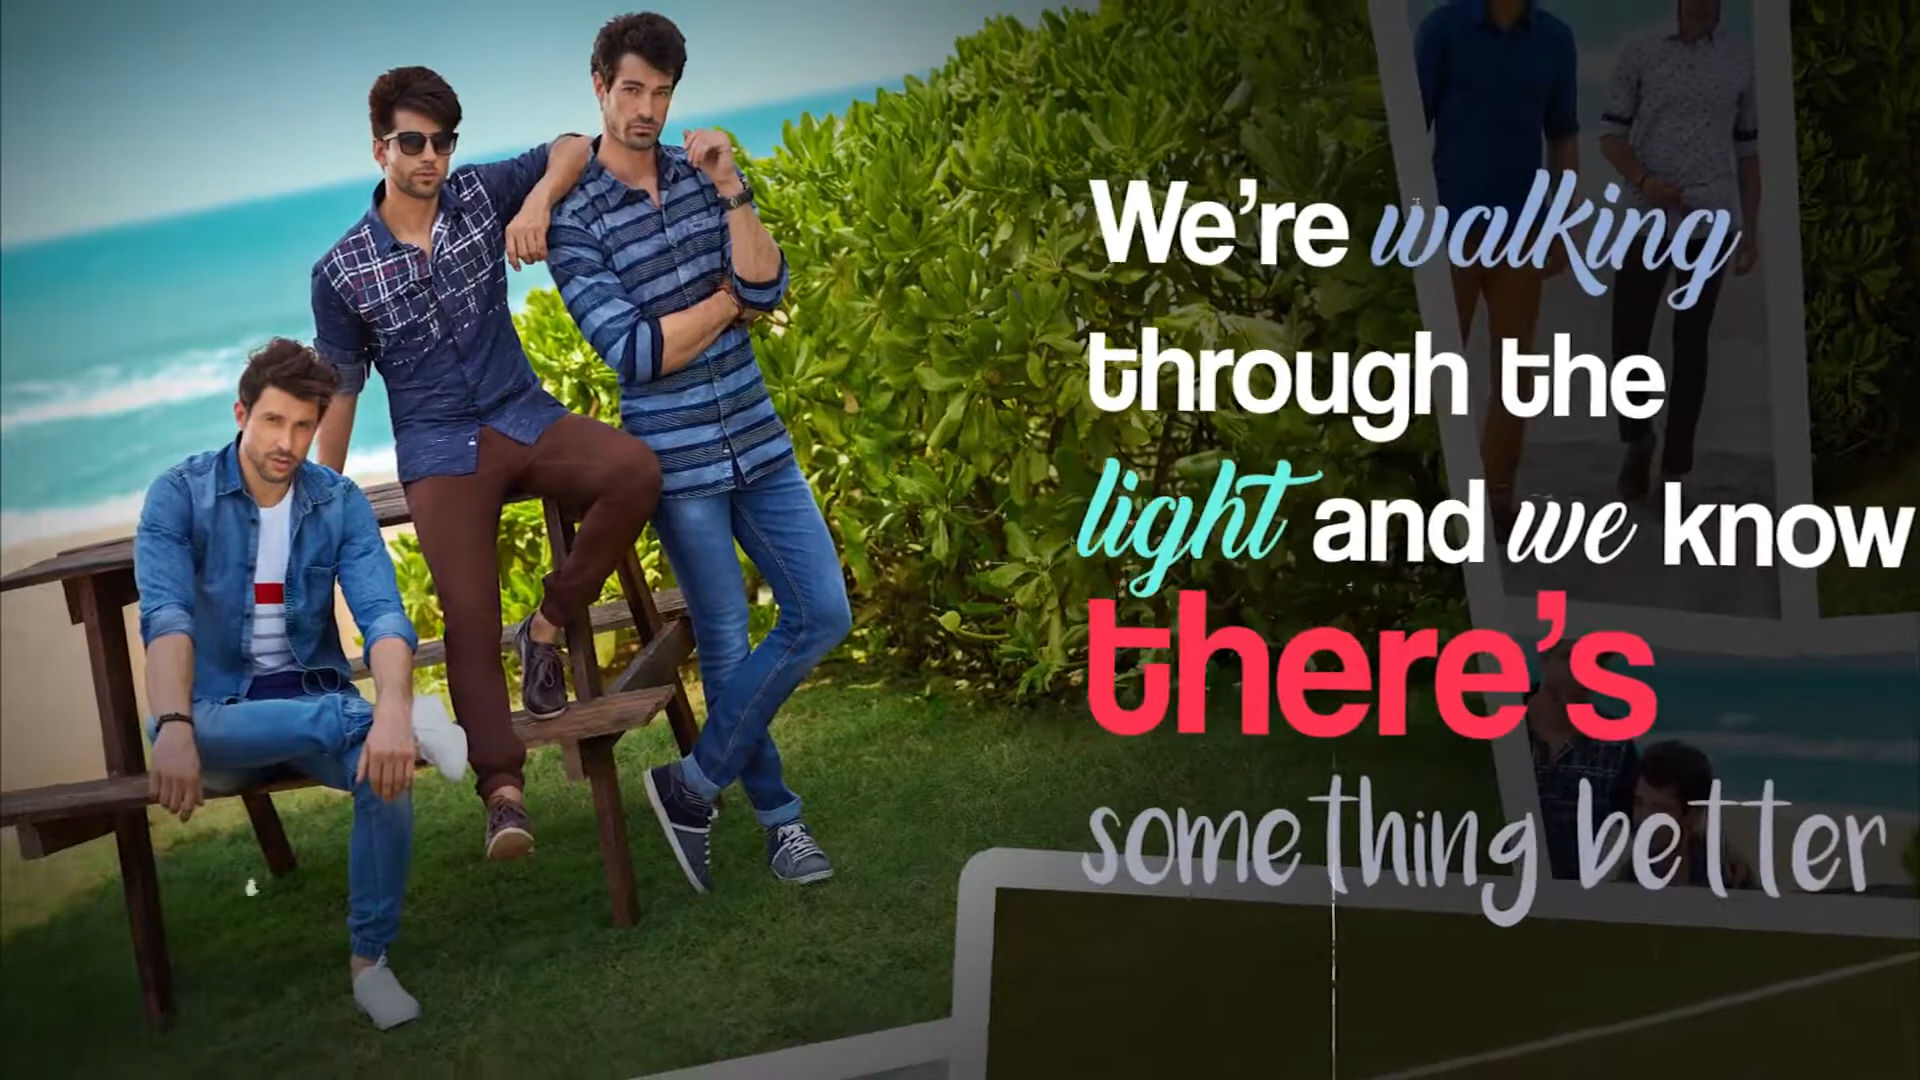 We're walking
through the
light and we know
there's
something better